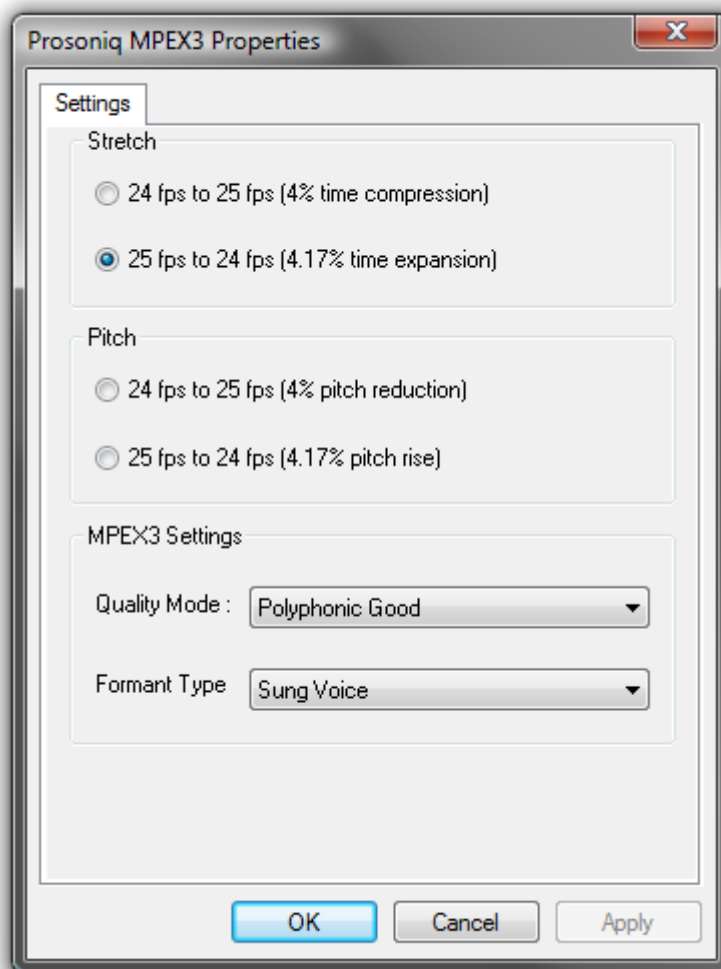 Prosoniq MPEX3 Properties
Settings
Stretch
24 fps to 25 fps (4% time compression)
25 fps to 24 fps (4.17% time expansion)
Pitch
24 fps to 25 fps (4% pitch reduction)
25 fps to 24 fps (4.17% pitch rise)
MPEX3 Settings
Quality Mode : Polyphonic Good
Formant Type Sung Voice
OK Cancel Apply